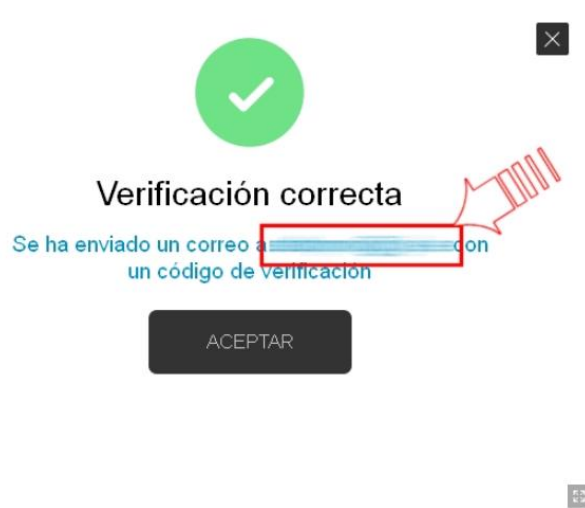 Verificación correcta
Se ha enviado un correo a con
un código de verificación
ACEPTAR